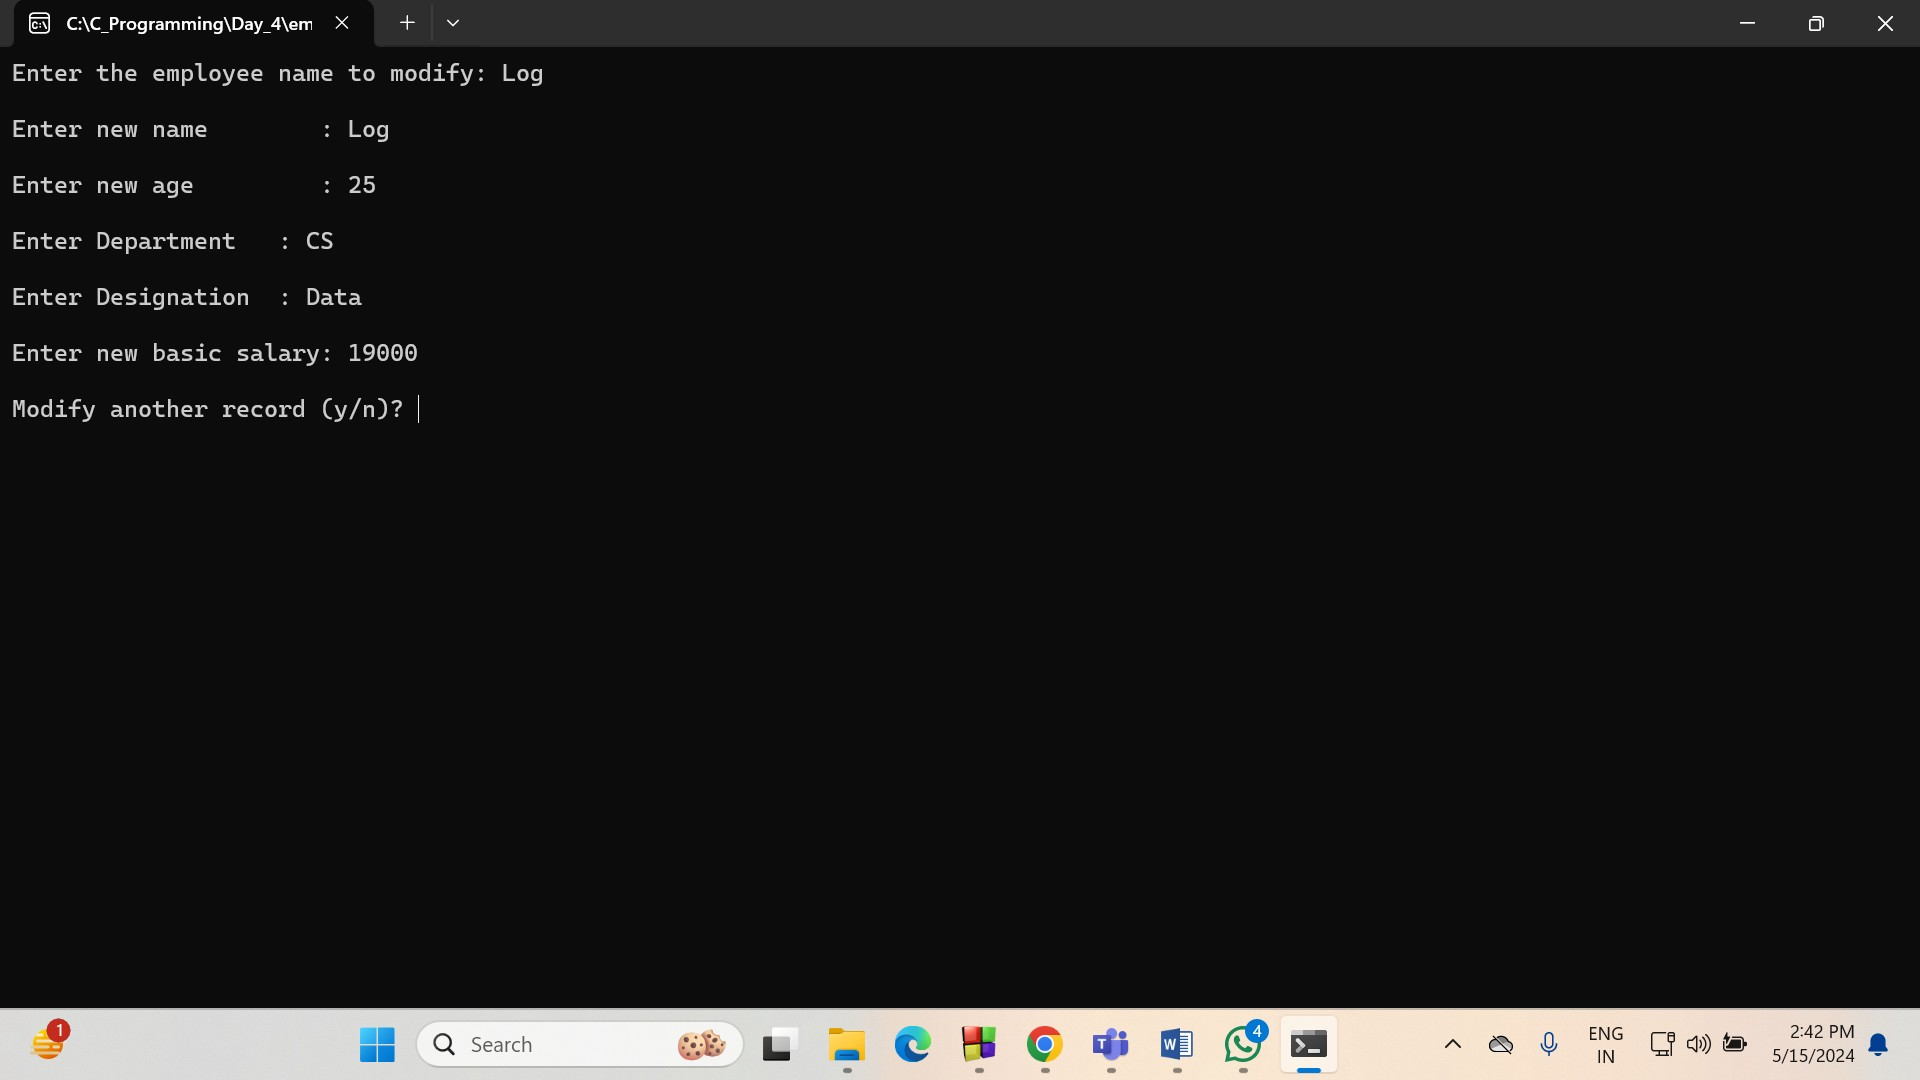 C:\C_Programming\Day_4\em
Enter the employee name to modify: Log
Enter new name        : Log
Enter new age         : 25
Enter Department   : CS
Enter Designation  : Data
Enter new basic salary: 19000
Modify another record (y/n)?
1
Search
4
ENG
IN
2:42 PM
5/15/2024